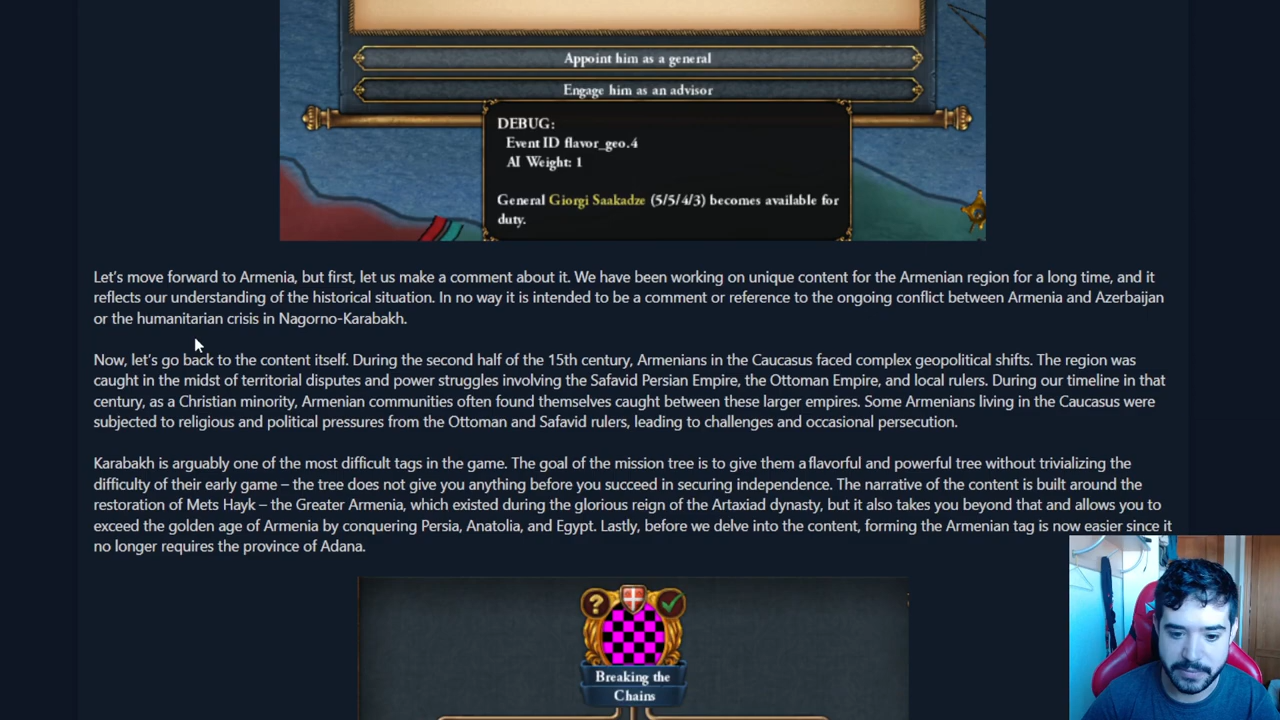 Appoint him as a general
Engage him as an advisor
DEBUG:
Event ID flavor_geo.4
AI Weight: 1
General Giorgi Saakadze (5/5/4/3) becomes available for
duty.
Let's move forward to Armenia, but first, let us make a comment about it. We have been working on unique content for the Armenian region for a long time, and it
reflects our understanding of the historical situation. In no way it is intended to be a comment or reference to the ongoing conflict between Armenia and Azerbaijan
or the humanitarian crisis in Nagorno-Karabakh.
Now, let's go back to the content itself. During the second half of the 15th century, Armenians in the Caucasus faced complex geopolitical shifts. The region was
caught in the midst of territorial disputes and power struggles involving the Safavid Persian Empire, the Ottoman Empire, and local rulers. During our timeline in that
century, as a Christian minority, Armenian communities often found themselves caught between these larger empires. Some Armenians living in the Caucasus were
subjected to religious and political pressures from the Ottoman and Safavid rulers, leading to challenges and occasional persecution.
Karabakh is arguably one of the most difficult tags in the game. The goal of the mission tree is to give them a flavorful and powerful tree without trivializing the
difficulty of their early game – the tree does not give you anything before you succeed in securing independence. The narrative of the content is built around the
restoration of Mets Hayk – the Greater Armenia, which existed during the glorious reign of the Artaxiad dynasty, but it also takes you beyond that and allows you to
exceed the golden age of Armenia by conquering Persia, Anatolia, and Egypt. Lastly, before we delve into the content, forming the Armenian tag is now easier since it
no longer requires the province of Adana.
?
Breaking the
Chains